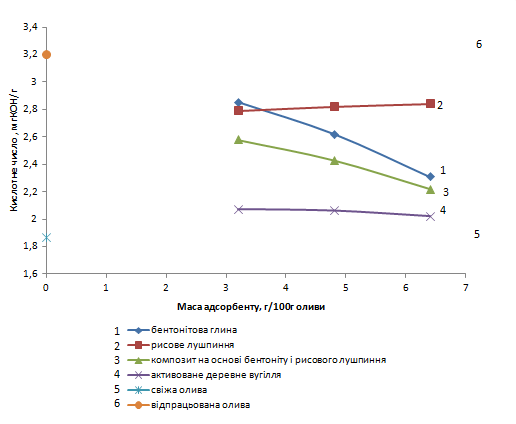 3,4
6
3,2
3
2,8
2
2,6
2,4
1
3
2,2
4
2
5
1,8
1,6
0 1 2 3 4 5 6 7
Кислотне число, мгКОН/г
Маса адсорбенту, г/100г оливи
1 бентонітова глина
2 рисове лушпиння
3 композит на основі бентоніту і рисового лушпиння
4 активоване деревне вугілля
5 свіжа олива
6 відпрацьована олива